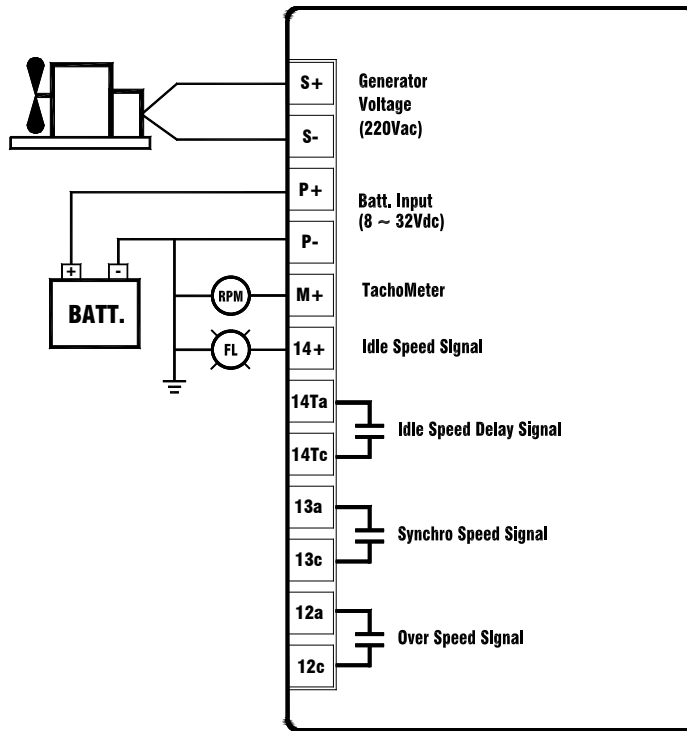 S+
Generator
Voltage
(220Vac)
S-
P+
Batt. Input
(8 ~ 32Vdc)
P-
+ -
BATT.
RPM
M+
TachoMeter
FL
14+
Idle Speed SIgnal
14Ta
Idle Speed Delay Signal
14Tc
13a
Synchro Speed Signal
13c
12a
Over Speed SIgnal
12c